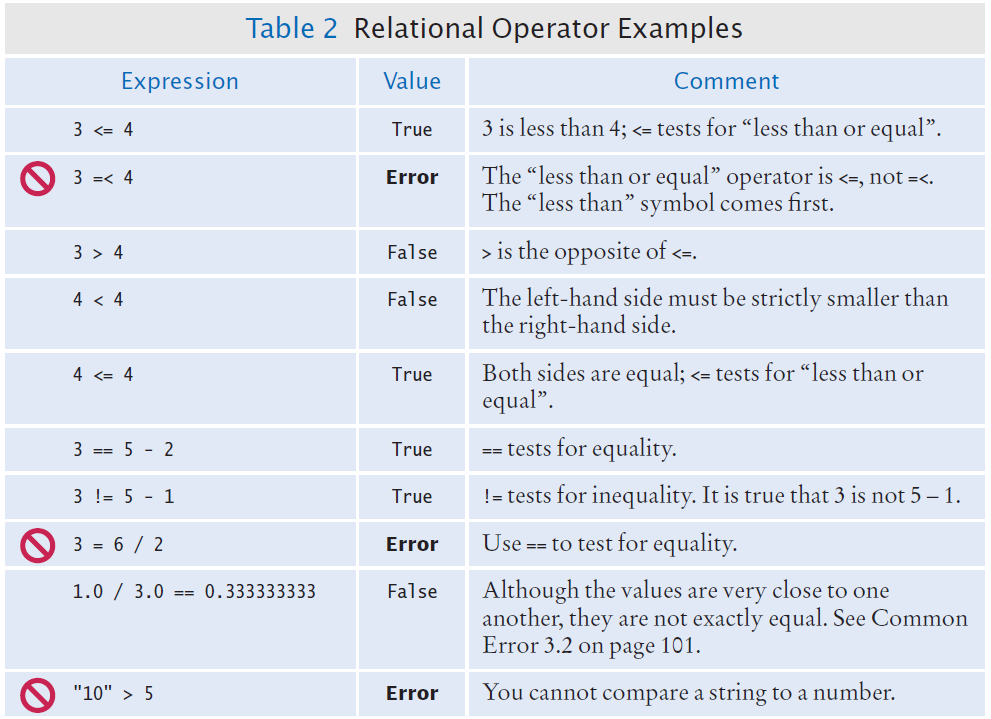 Table 2 Relational Operator Examples
Expression Value Comment
3 <= 4 True 3 is less than 4; <= tests for “less than or equal”.
3 =< 4 Error The “less than or equal” operator is <=, not =<.
The “less than” symbol comes first.
3 > 4 False > is the opposite of <=.
4 < 4 False The left-hand side must be strictly smaller than
the right-hand side.
4 <= 4 True Both sides are equal; <= tests for “less than or
equal”.
3 == 5 - 2 True == tests for equality.
3 != 5 - 1 True != tests for inequality. It is true that 3 is not 5 – 1.
3 = 6 / 2 Error Use == to test for equality.
1.0 / 3.0 == 0.333333333 False Although the values are very close to one
another, they are not exactly equal. See Common
Error 3.2 on page 101.
"10" > 5 Error You cannot compare a string to a number.